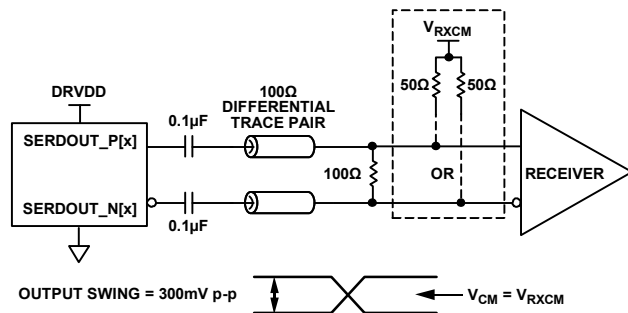 V_RXCM
DRVDD
100Ω
DIFFERENTIAL
TRACE PAIR
50Ω
50Ω
0.1µF
SERDOUT_P[x]
100Ω
OR
RECEIVER
SERDOUT_N[x]
0.1µF
OUTPUT SWING = 300mV p-p
V_CM = V_RXCM